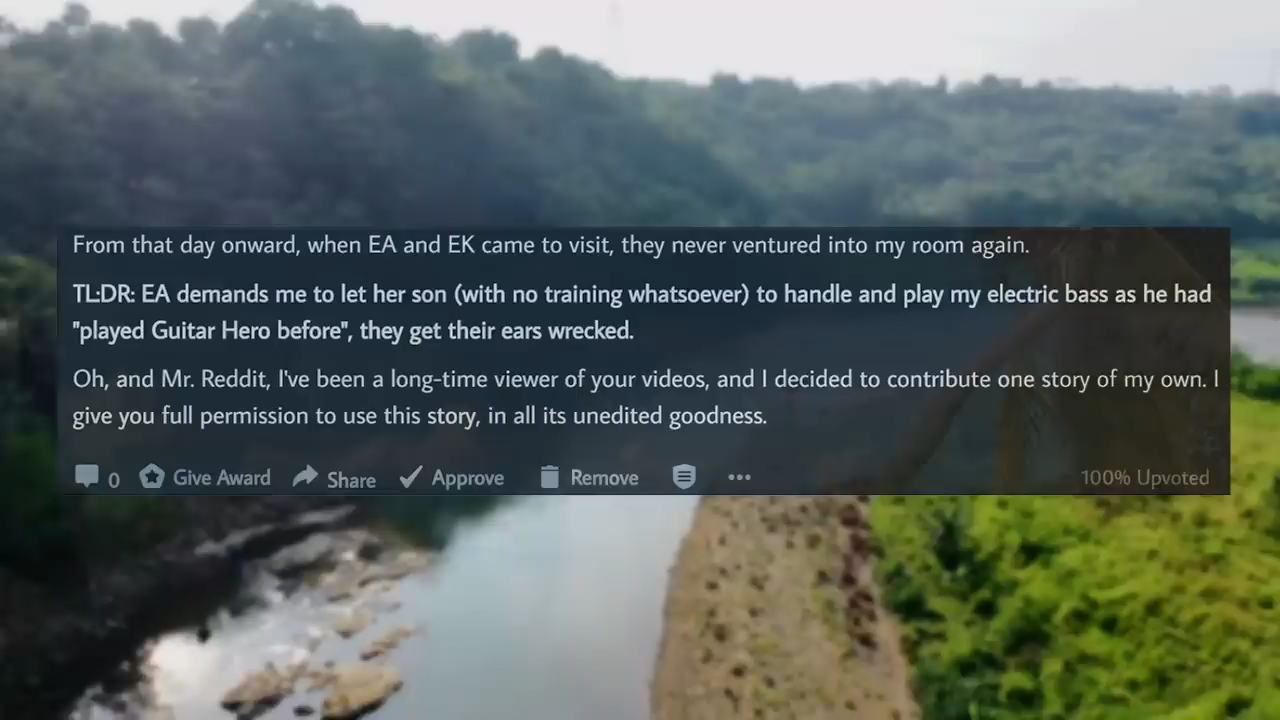 From that day onward, when EA and EK came to visit, they never ventured into my room again.
TL:DR: EA demands me to let her son (with no training whatsoever) to handle and play my electric bass as he had
"played Guitar Hero before", they get their ears wrecked.
Oh, and Mr. Reddit, I've been a long-time viewer of your videos, and I decided to contribute one story of my own. I
give you full permission to use this story, in all its unedited goodness.
0 Give Award Share Approve Remove 100% Upvoted